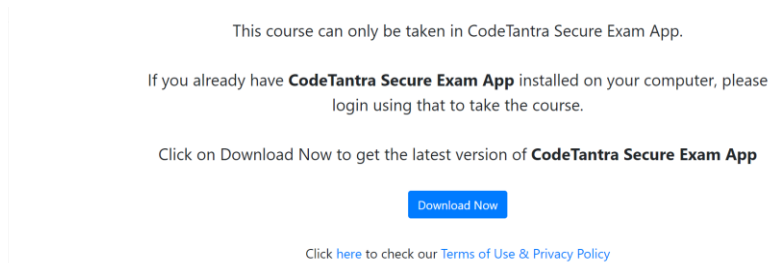 This course can only be taken in CodeTantra Secure Exam App.
If you already have CodeTantra Secure Exam App installed on your computer, please
login using that to take the course.
Click on Download Now to get the latest version of CodeTantra Secure Exam App
Download Now
Click here to check our Terms of Use & Privacy Policy